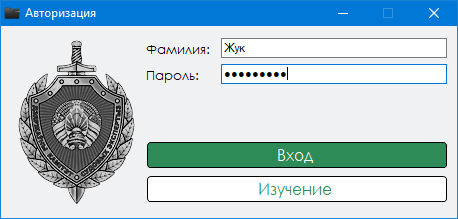 Авторизация
Фамилия: Жук
Пароль: •••••••••
Вход
Изучение